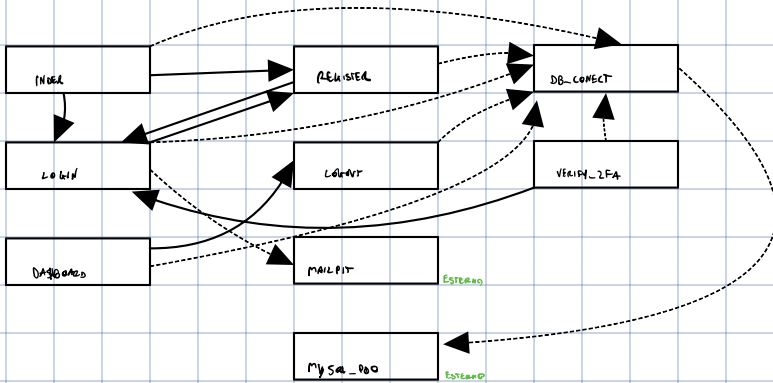 INDEX
REGISTER
DB_CONECT
LOGIN
LOGOUT
VERIFY_2FA
DASHBOARD
MAILPIT
ESTERNO
MySQL_PDO
ESTERNO